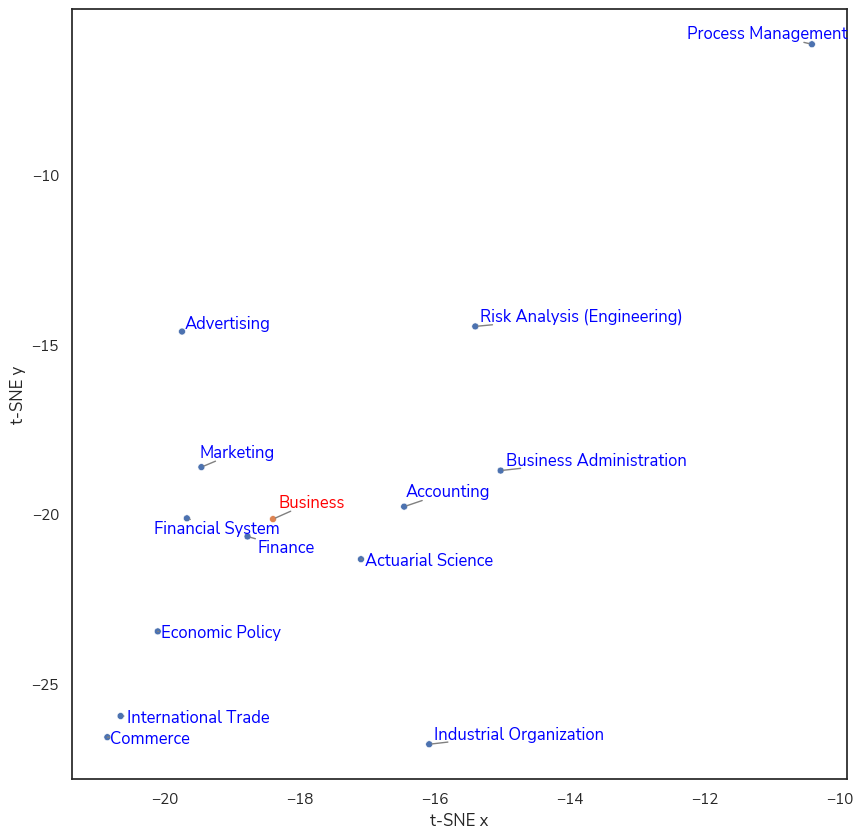 Process Management
−10
Advertising
Risk Analysis (Engineering)
−15
t-SNE y
Marketing
Business Administration
Accounting
Business
−20
Financial System
Finance
Actuarial Science
Economic Policy
−25
International Trade
Commerce
Industrial Organization
−20 −18 −16 −14 −12 −10
t-SNE x